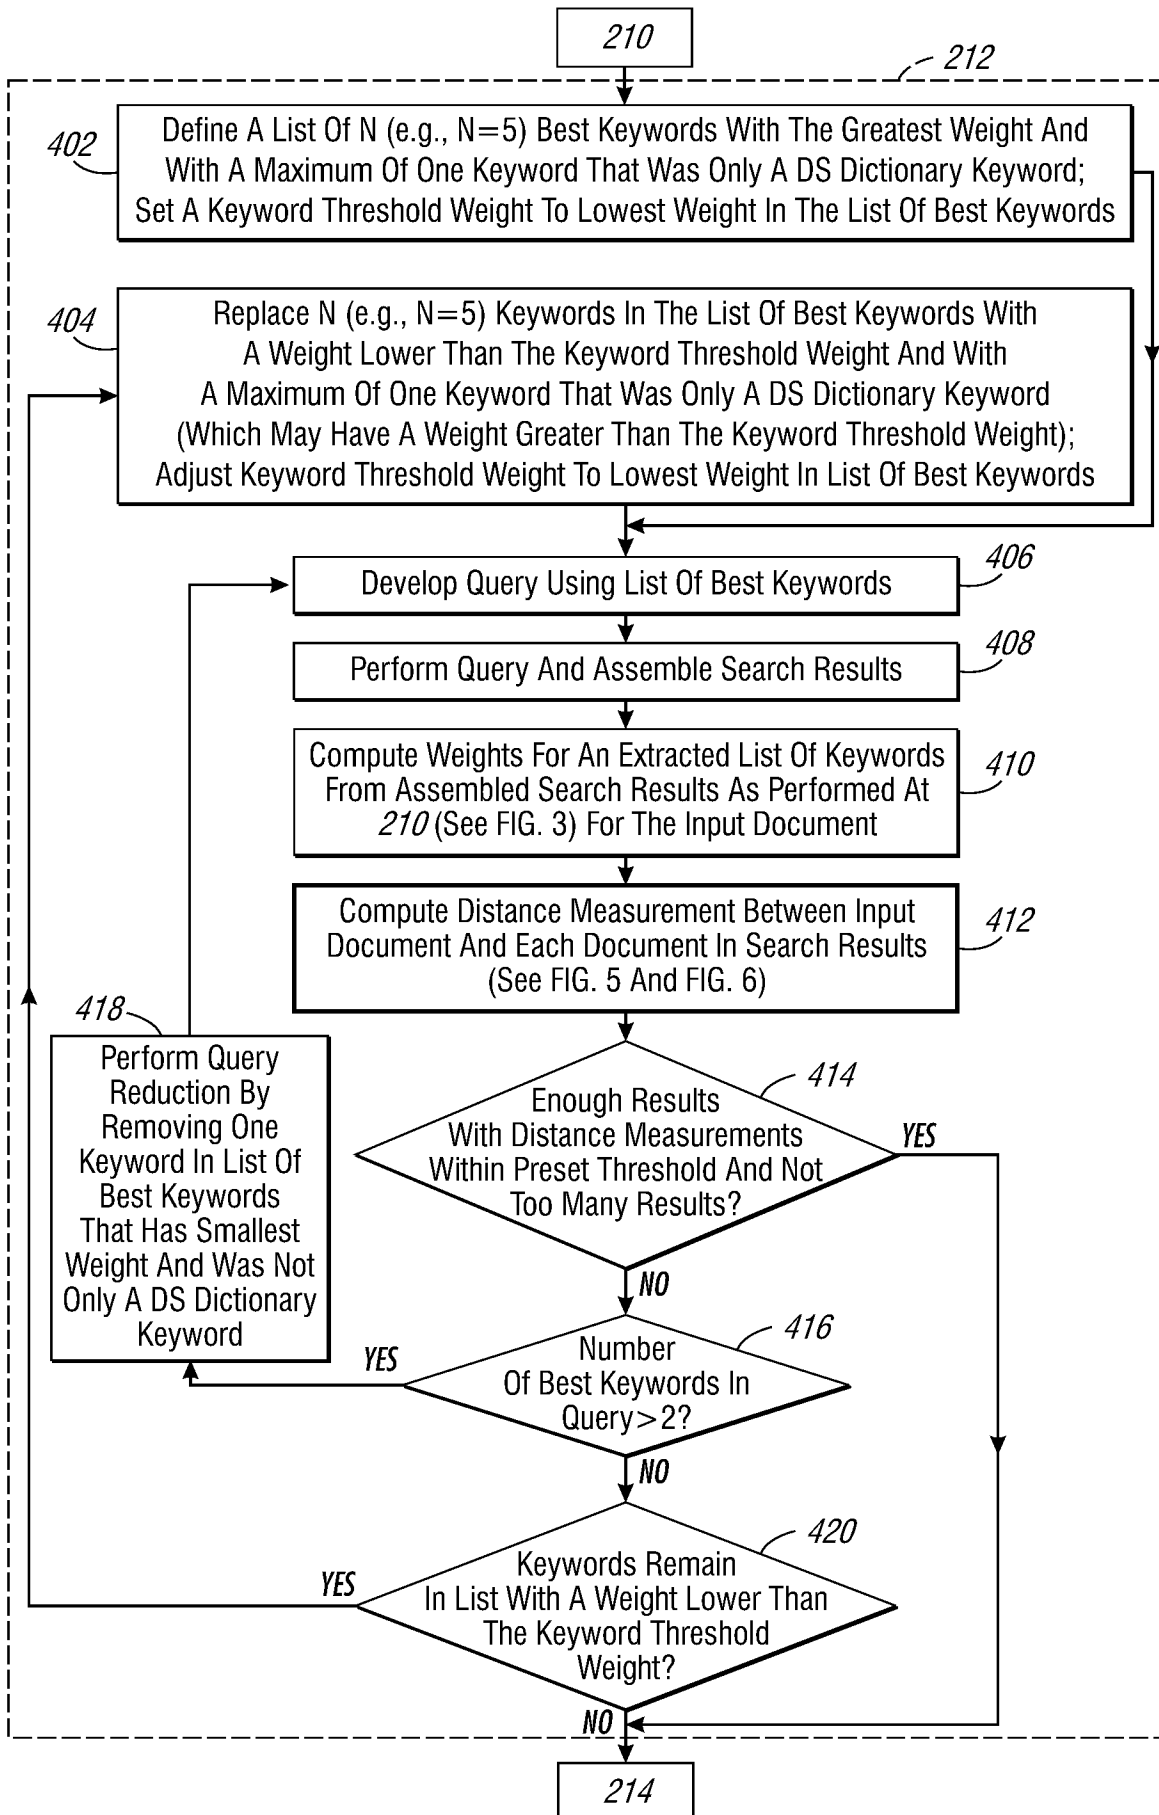 210
212
402
Define A List Of N (e.g., N=5) Best Keywords With The Greatest Weight And
With A Maximum Of One Keyword That Was Only A DS Dictionary Keyword;
Set A Keyword Threshold Weight To Lowest Weight In The List Of Best Keywords
404
Replace N (e.g., N=5) Keywords In The List Of Best Keywords With
A Weight Lower Than The Keyword Threshold Weight And With
A Maximum Of One Keyword That Was Only A DS Dictionary Keyword
(Which May Have A Weight Greater Than The Keyword Threshold Weight);
Adjust Keyword Threshold Weight To Lowest Weight In List Of Best Keywords
406
Develop Query Using List Of Best Keywords
408
Perform Query And Assemble Search Results
410
Compute Weights For An Extracted List Of Keywords
From Assembled Search Results As Performed At
210 (See FIG. 3) For The Input Document
412
Compute Distance Measurement Between Input
Document And Each Document In Search Results
(See FIG. 5 And FIG. 6)
414
Enough Results
With Distance Measurements
Within Preset Threshold And Not
Too Many Results?
YES
NO
418
Perform Query
Reduction By
Removing One
Keyword In List Of
Best Keywords
That Has Smallest
Weight And Was Not
Only A DS Dictionary
Keyword
416
Number
Of Best Keywords In
Query>2?
YES
NO
420
Keywords Remain
In List With A Weight Lower Than
The Keyword Threshold
Weight?
YES
NO
214